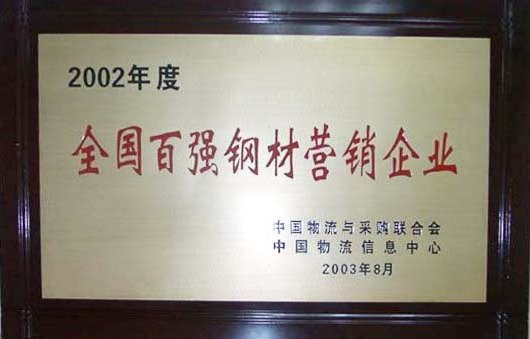 2002年度
全国百强钢材营销企业
中国物流与采购联合会
中国物流信息中心
2003年8月